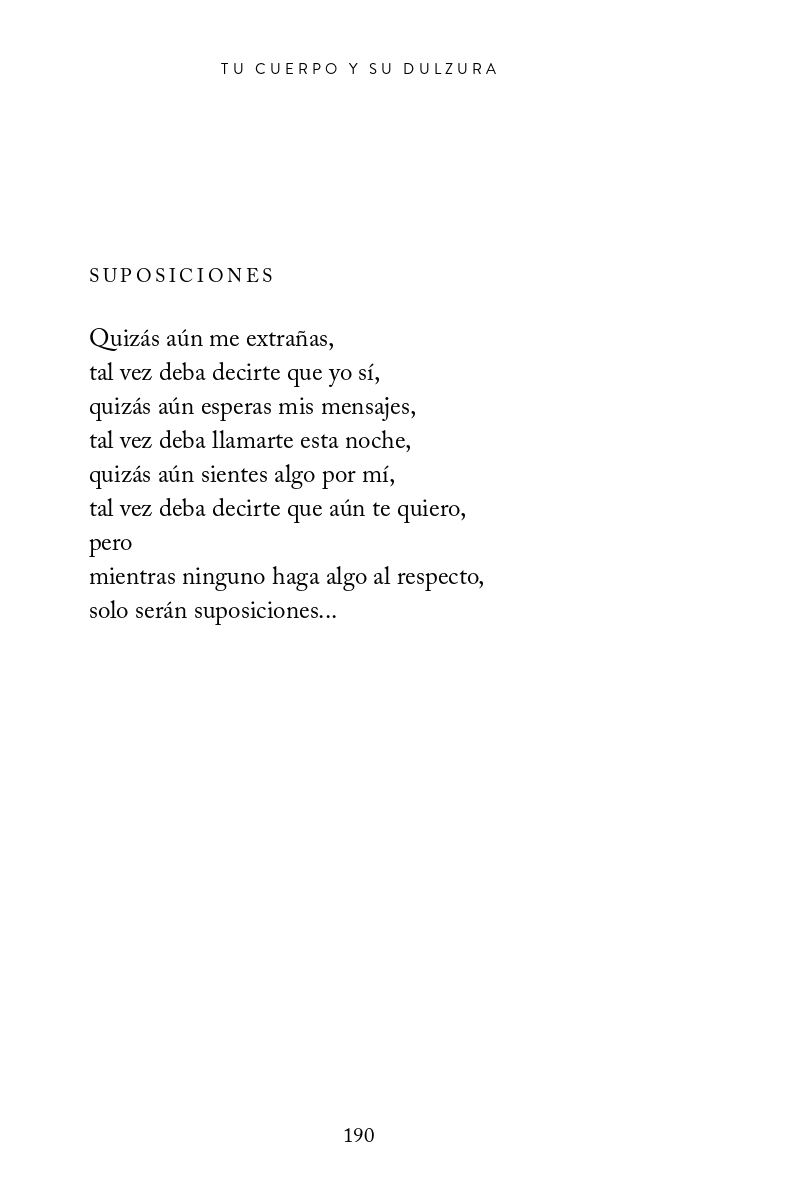 TU CUERPO Y SU DULZURA
SUPOSICIONES
Quizás aún me extrañas,
tal vez deba decirte que yo sí,
quizás aún esperas mis mensajes,
tal vez deba llamarte esta noche,
quizás aún sientes algo por mí,
tal vez deba decirte que aún te quiero,
pero
mientras ninguno haga algo al respecto,
solo serán suposiciones...
190